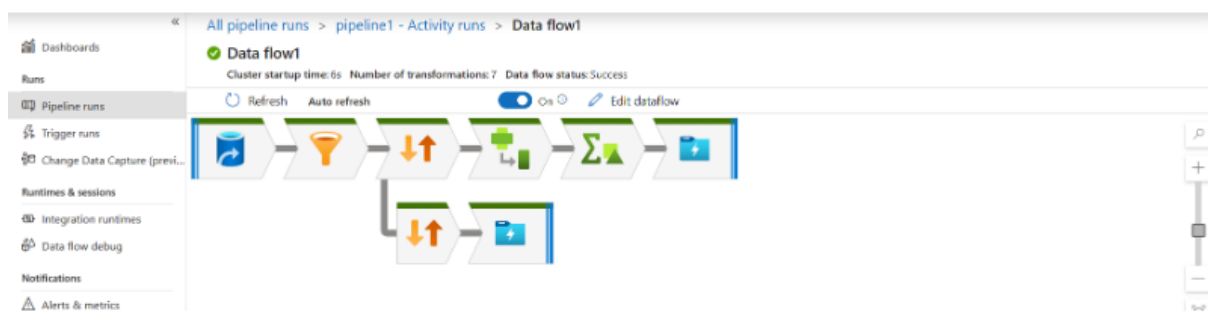 «
All pipeline runs > pipeline1 - Activity runs > Data flow1
Dashboards
Data flow1
Cluster startup time: 6s Number of transformations: 7 Data flow status: Success
Runs
Pipeline runs
Refresh Auto refresh On Edit dataflow
Trigger runs
Change Data Capture (previ...
Runtimes & sessions
Integration runtimes
Data flow debug
Notifications
Alerts & metrics